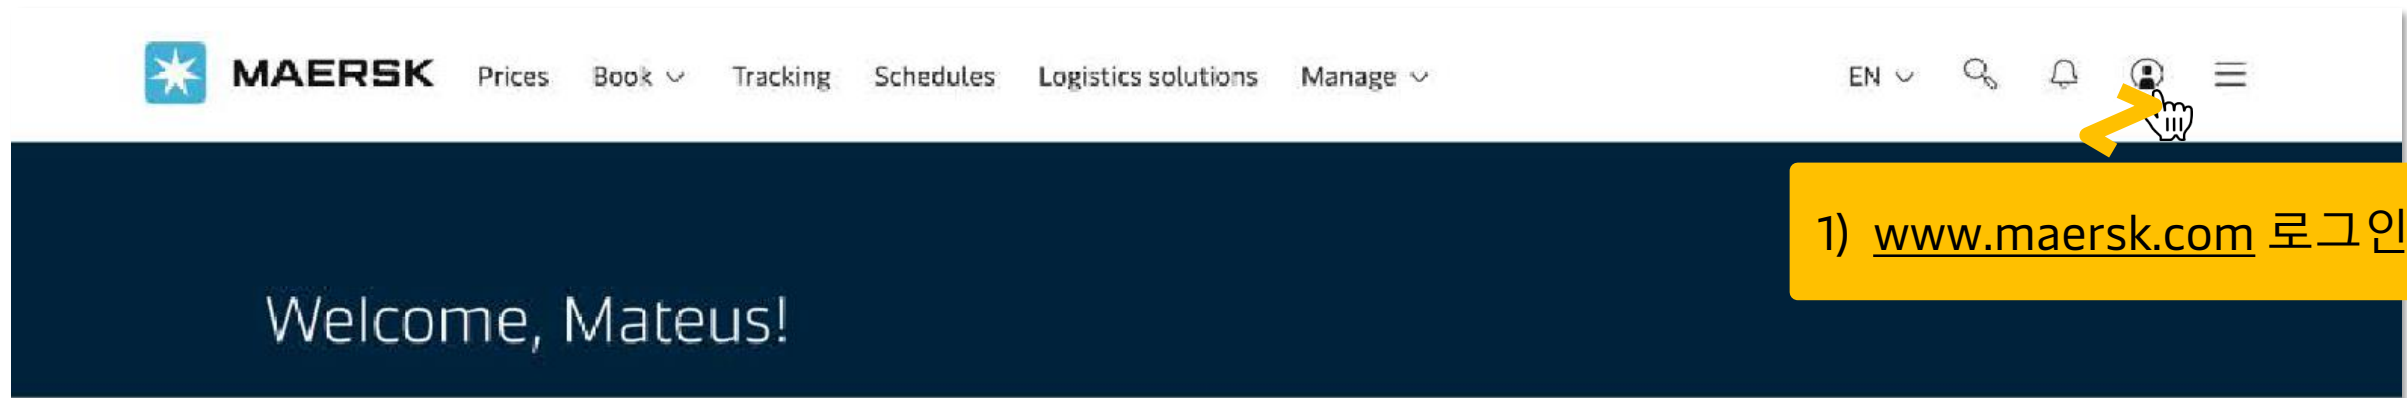 MAERSK Prices Book Tracking Schedules Logistics solutions Manage EN
1) www.maersk.com 로그인
Welcome, Mateus!